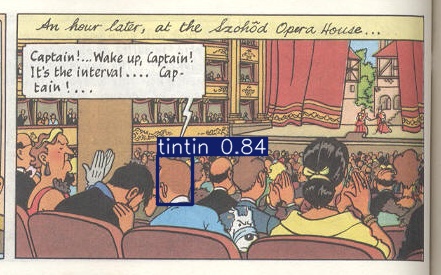 An hour later, at the Szohôd Opera House...
Captain!...Wake up, Captain!
It's the interval.... Cap-
tain!...
tintin 0.84